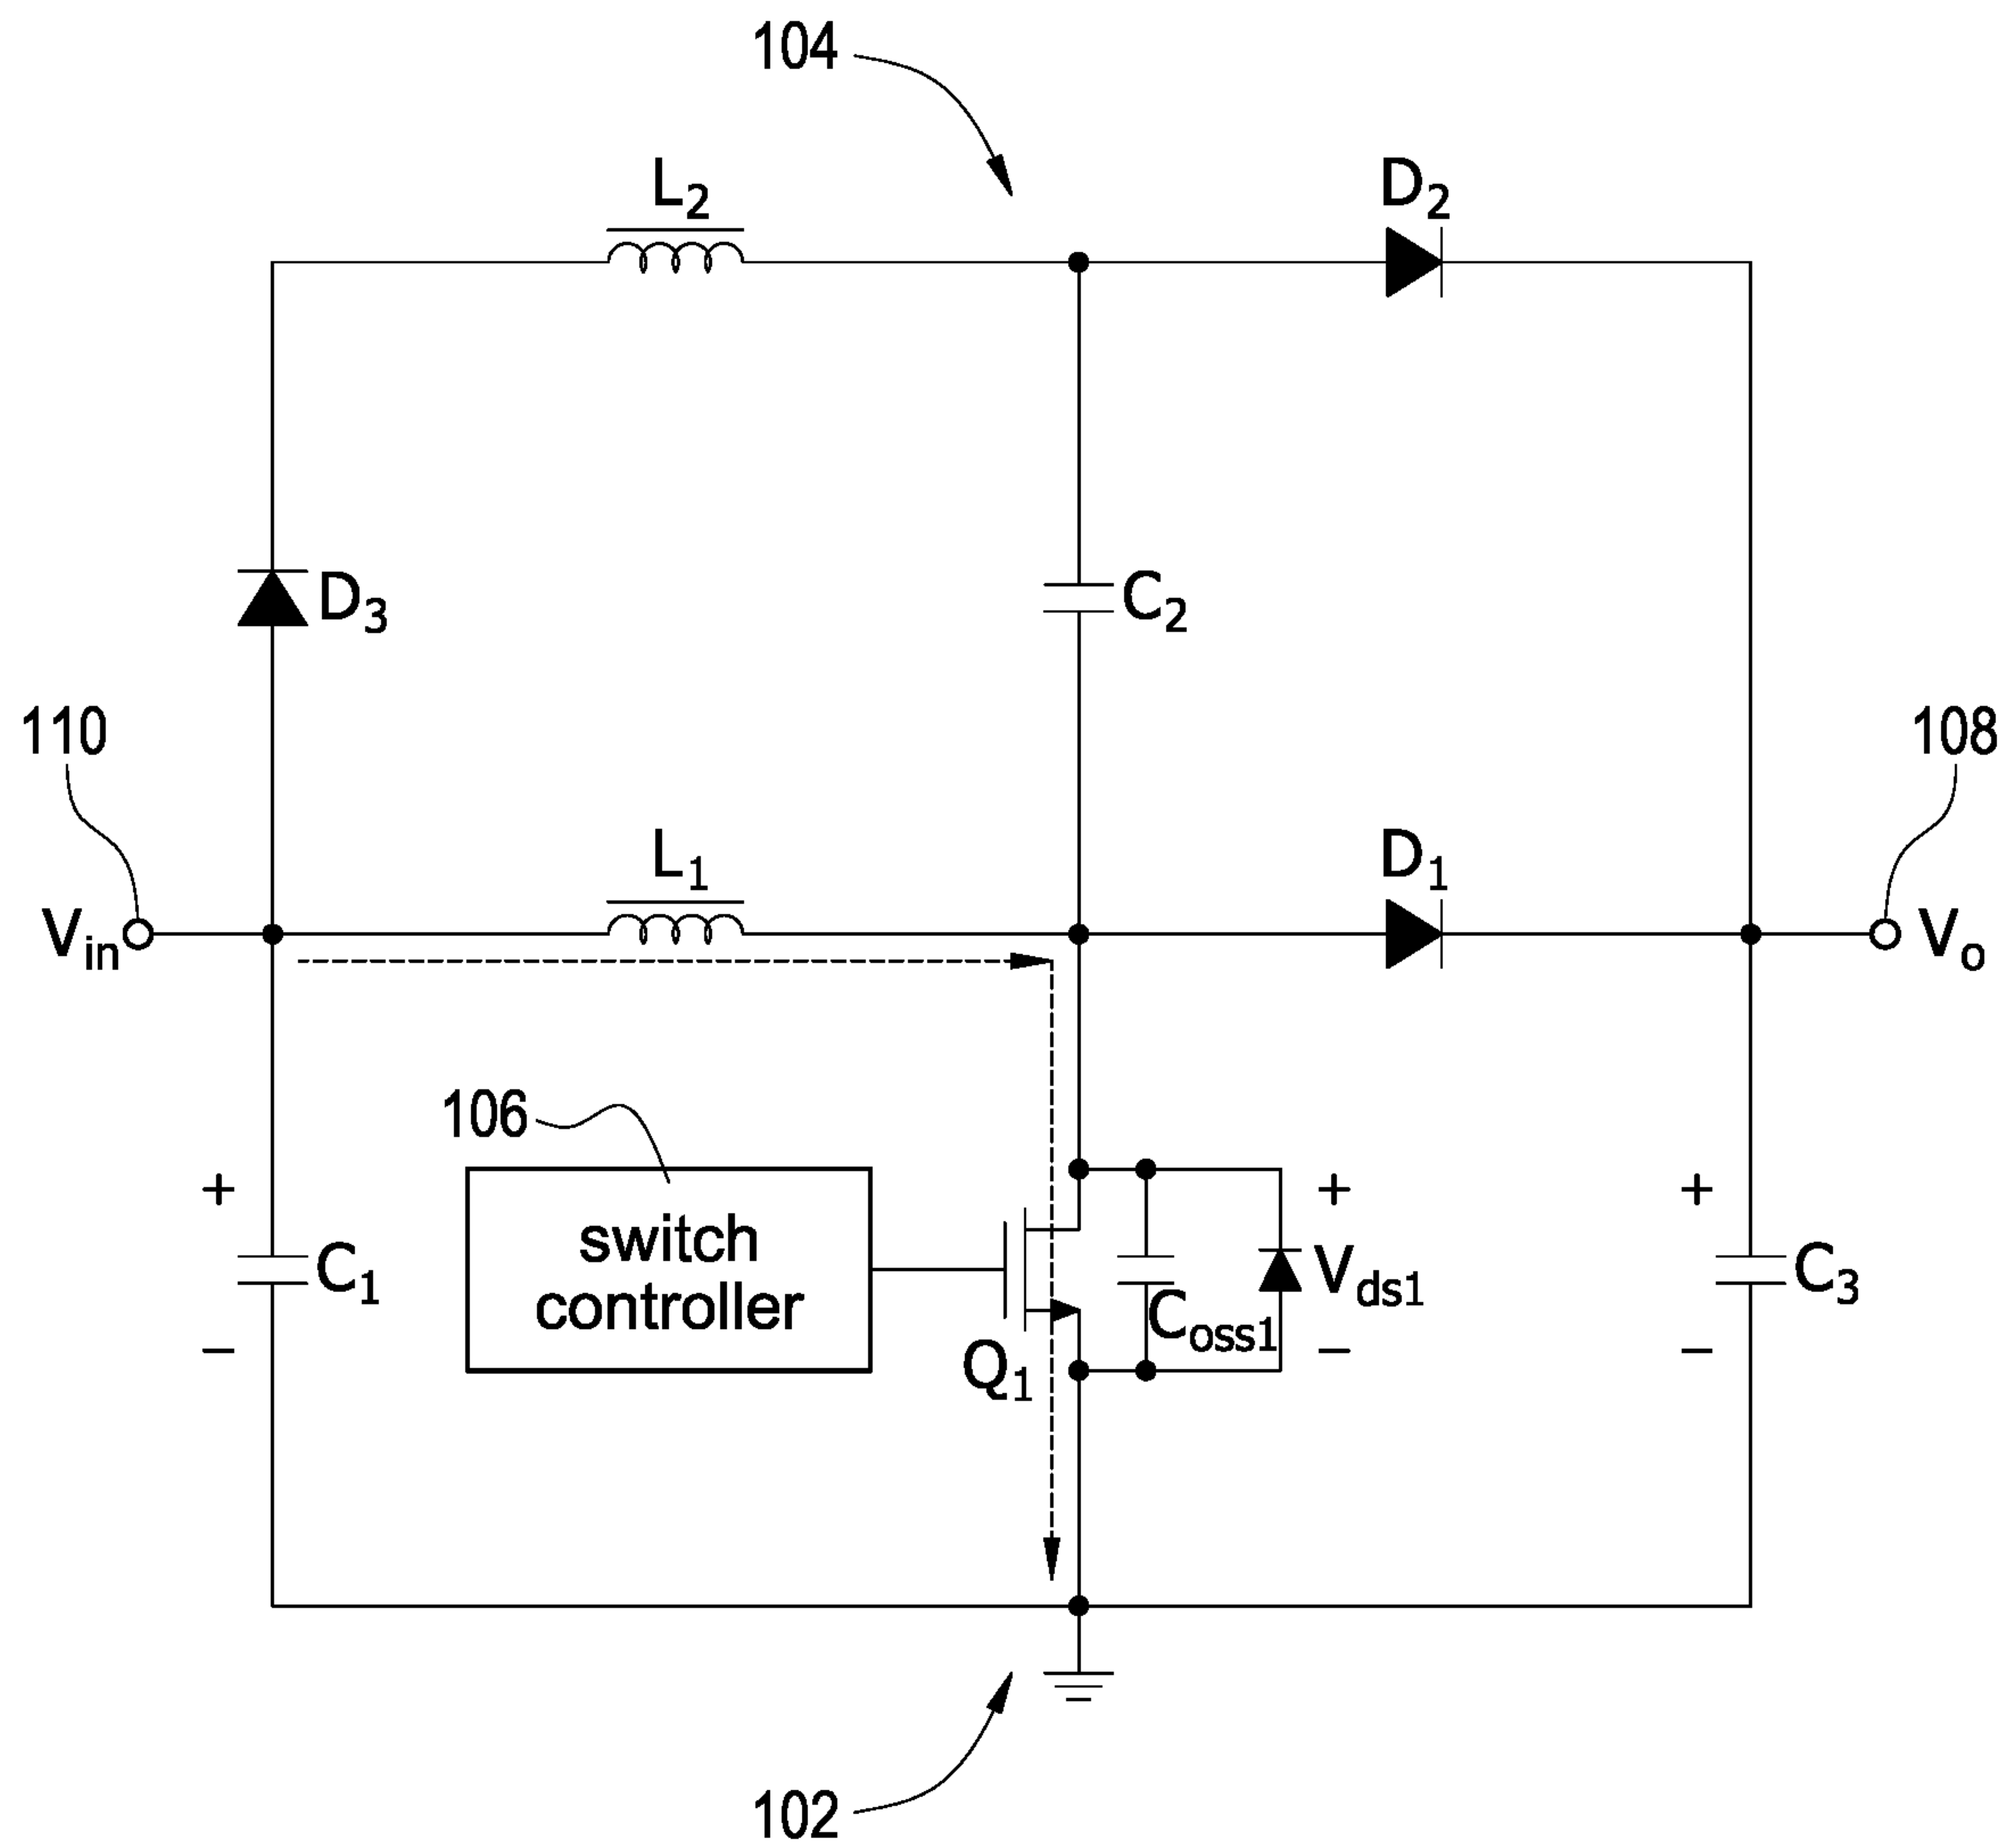 104
L2
D2
D3
C2
110
108
L1
D1
Vin
Vo
106
+
+
+
switch
controller
C1
Coss1
Vds1
C3
Q1
−
−
−
102